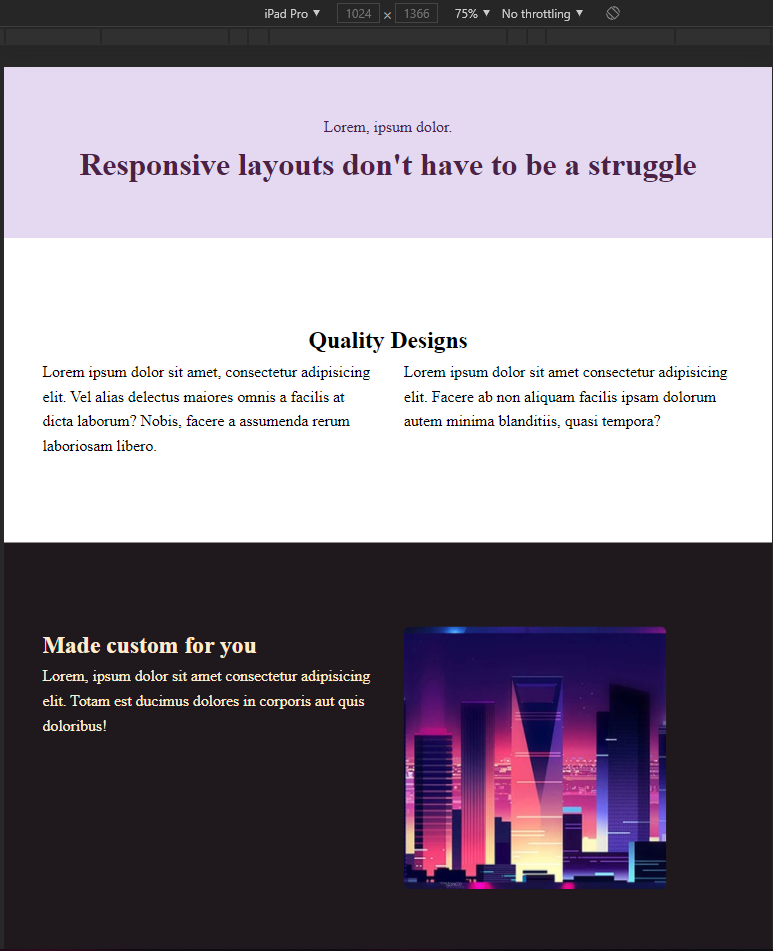 iPad Pro ▼ 1024 × 1366 75% ▼ No throttling ▼
Lorem, ipsum dolor.
Responsive layouts don't have to be a struggle
Quality Designs
Lorem ipsum dolor sit amet, consectetur adipisicing
elit. Vel alias delectus maiores omnis a facilis at
dicta laborum? Nobis, facere a assumenda rerum
laboriosam libero.
Lorem ipsum dolor sit amet consectetur adipisicing
elit. Facere ab non aliquam facilis ipsam dolorum
autem minima blanditiis, quasi tempora?
Made custom for you
Lorem, ipsum dolor sit amet consectetur adipisicing
elit. Totam est ducimus dolores in corporis aut quis
doloribus!